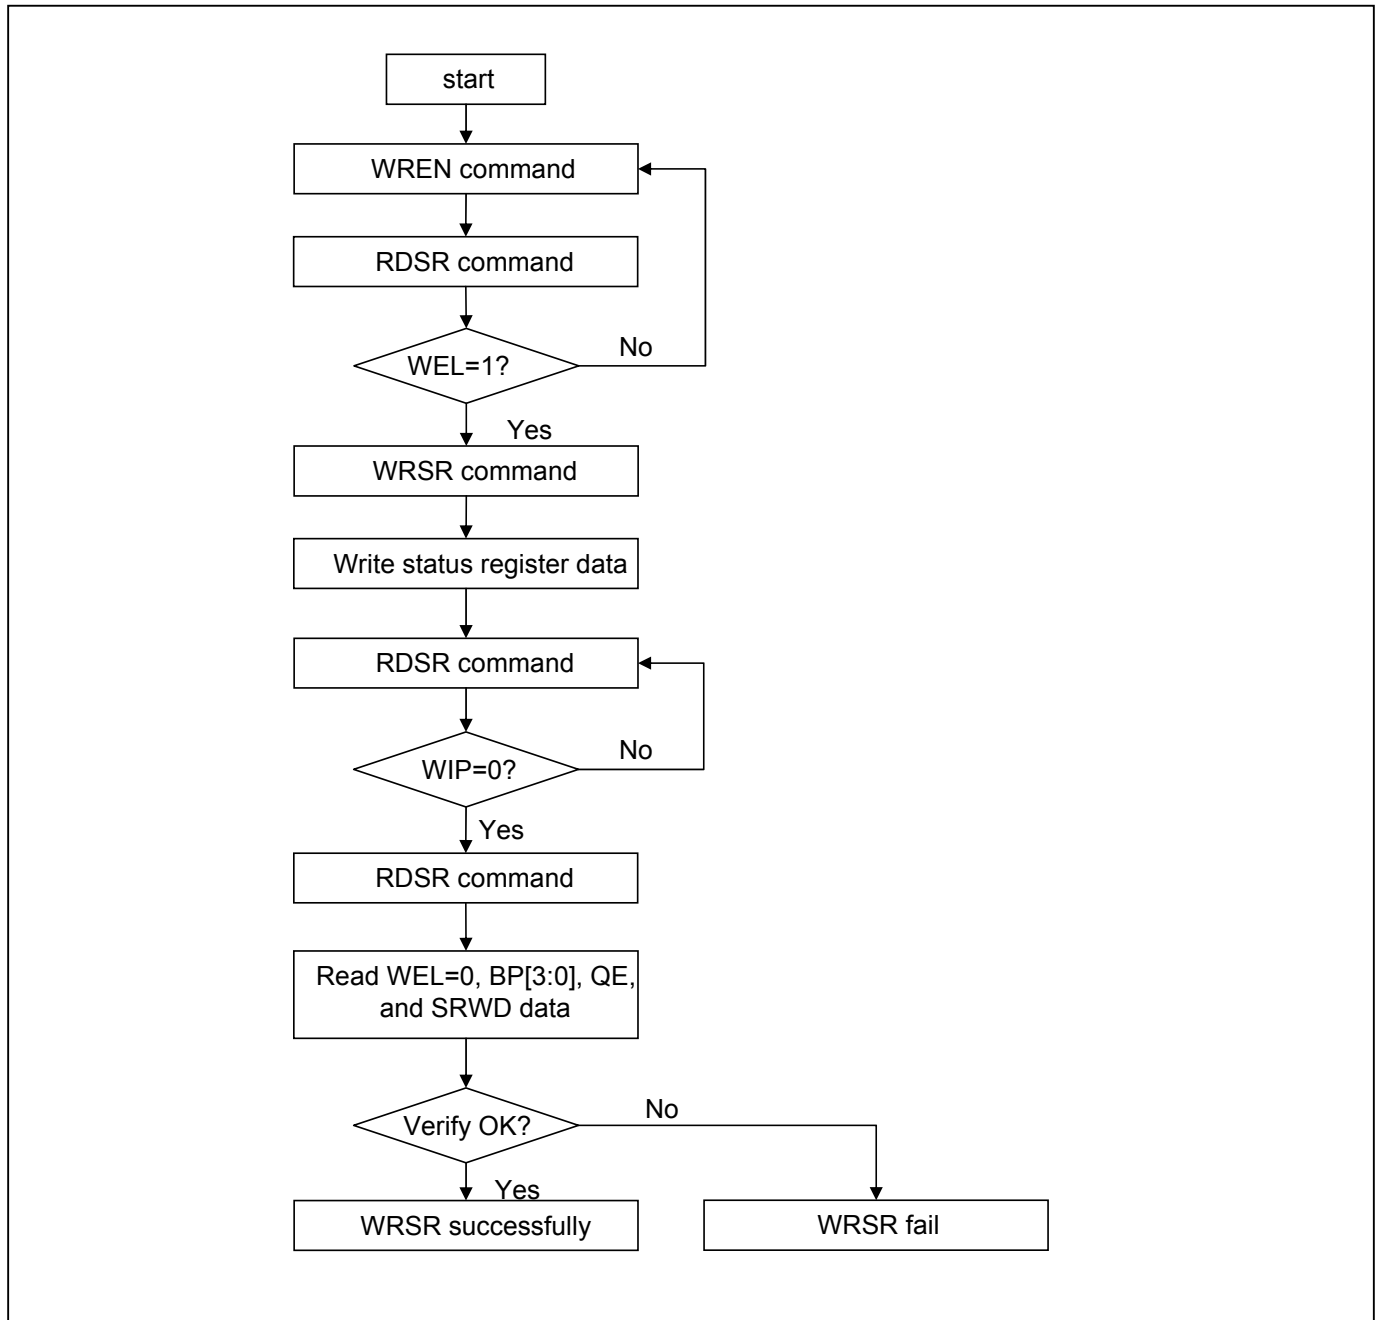 start
WREN command
RDSR command
WEL=1?
No
Yes
WRSR command
Write status register data
RDSR command
WIP=0?
No
Yes
RDSR command
Read WEL=0, BP[3:0], QE,
and SRWD data
Verify OK?
No
Yes
WRSR successfully
WRSR fail